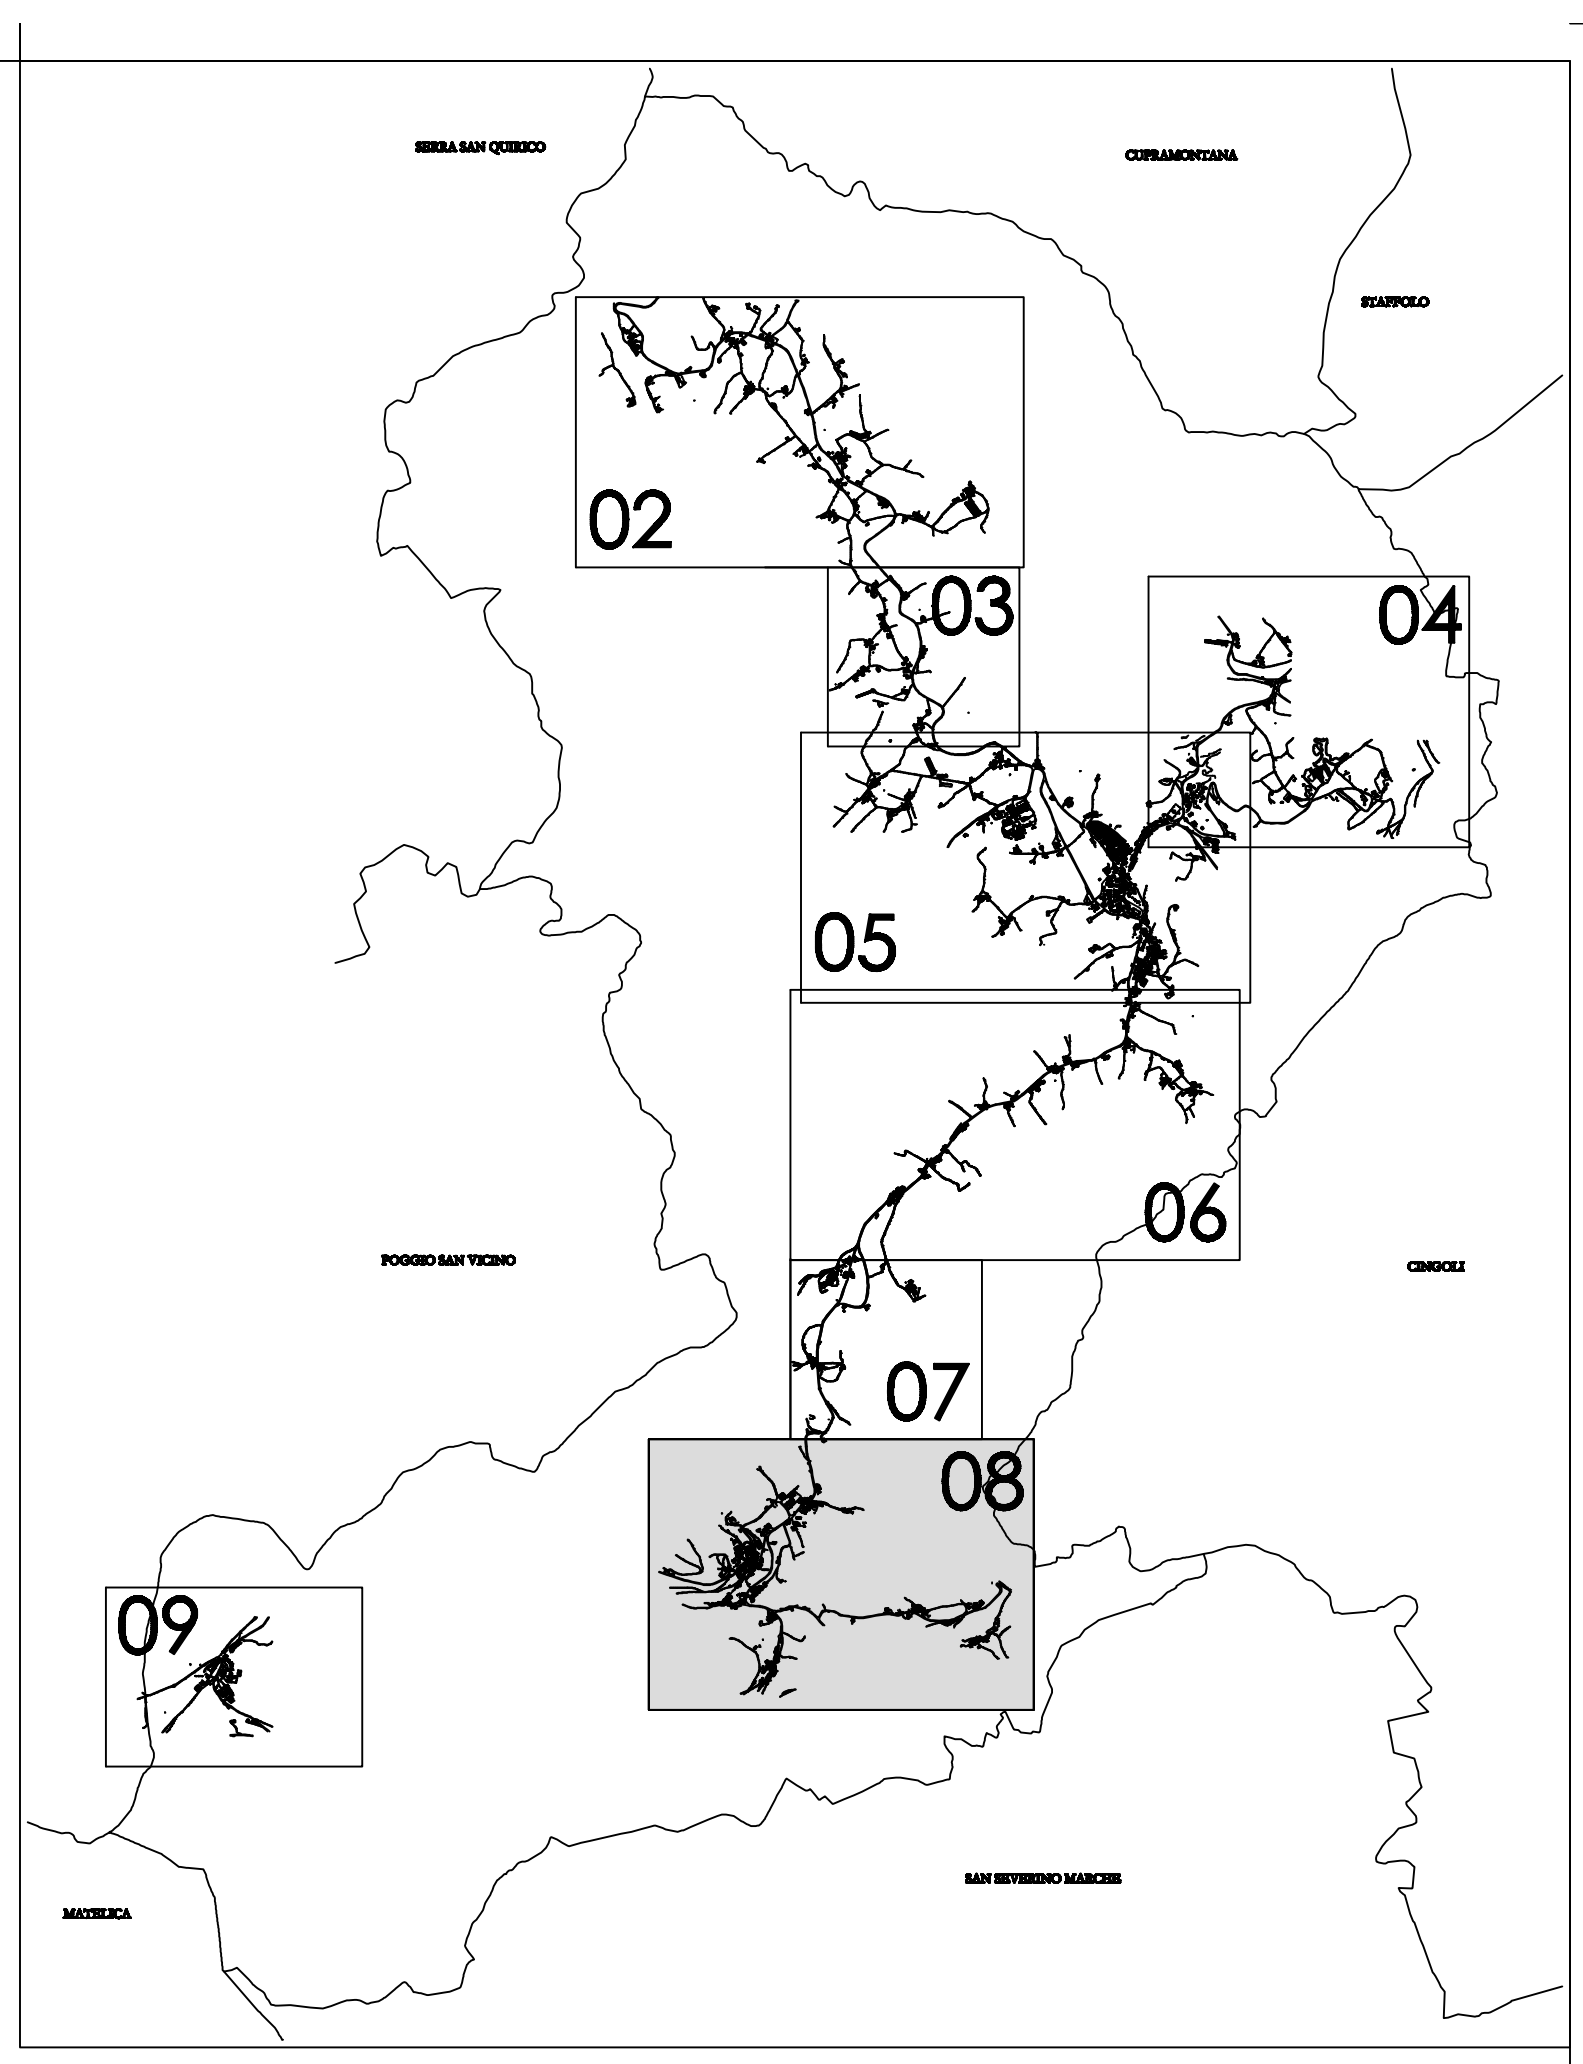 SERRA SAN QUIRICO
CUPRAMONTANA
STAFFOLO
02
03
04
05
06
POGGIO SAN VICINO
CINGOLI
07
08
09
SAN SEVERINO MARCHE
MATELICA